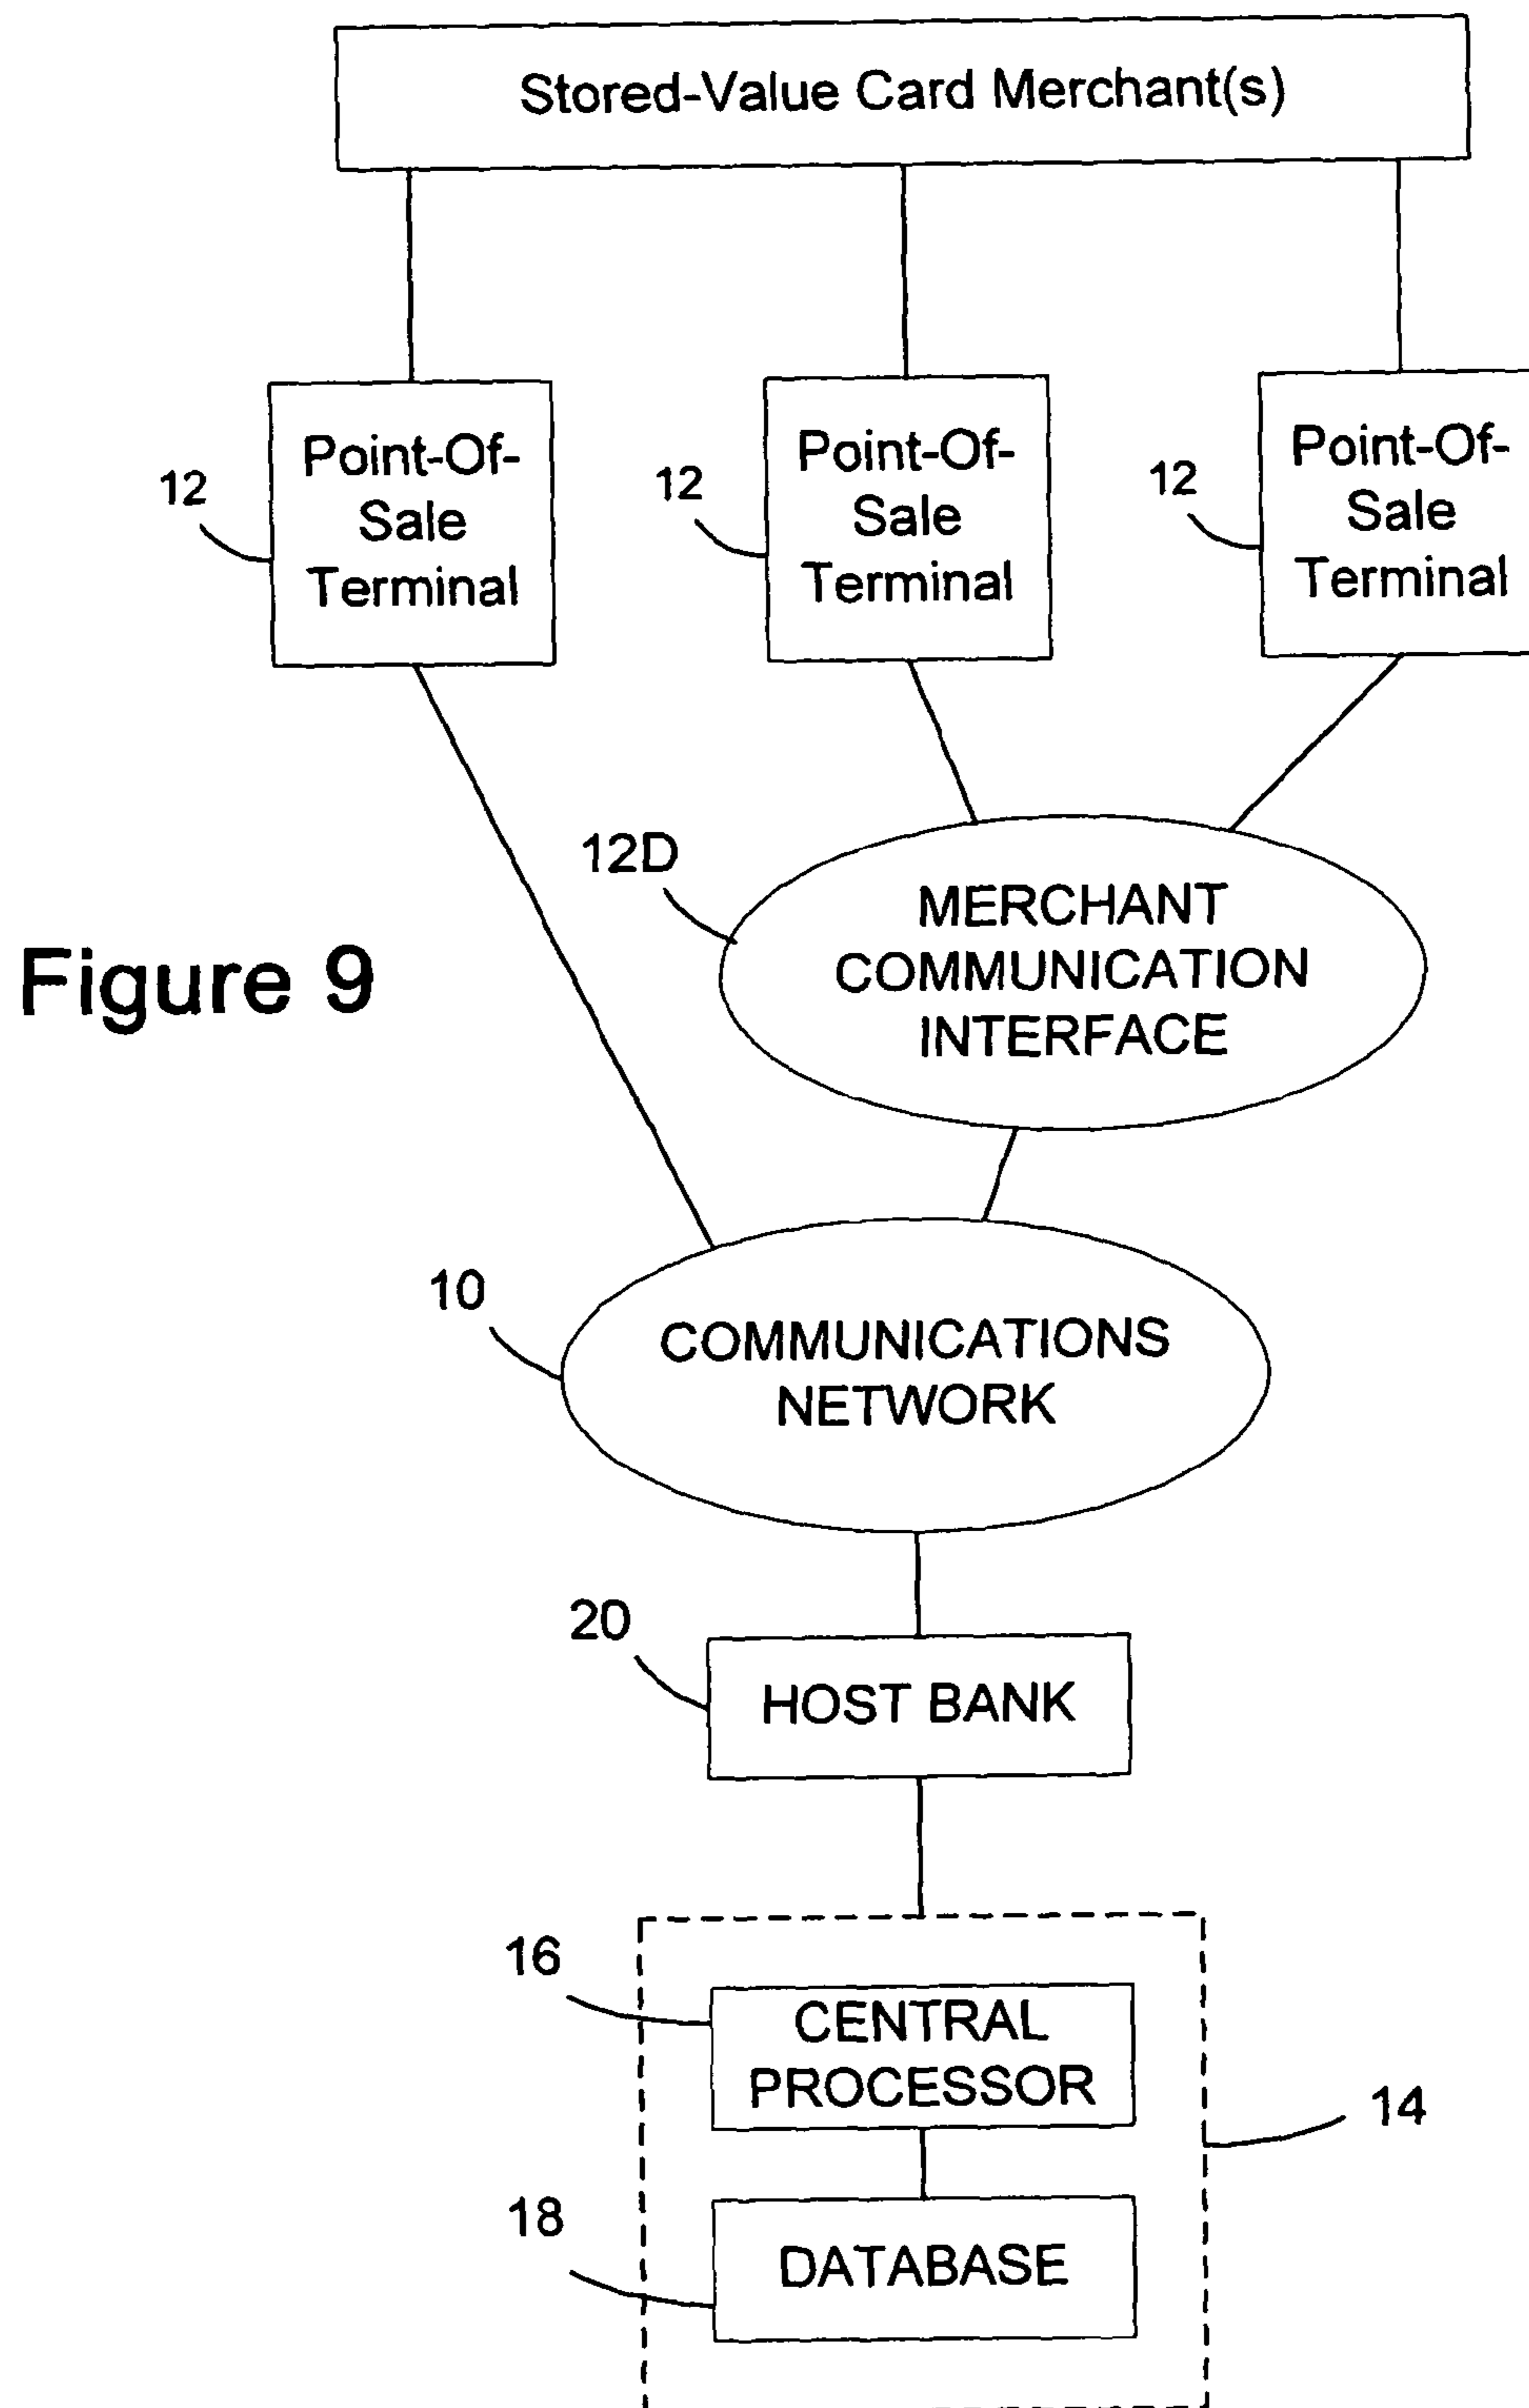 Stored-Value Card Merchant(s)
12
Point-Of-
Sale
Terminal
12
Point-Of-
Sale
Terminal
12
Point-Of-
Sale
Terminal
12D
MERCHANT
COMMUNICATION
INTERFACE
Figure 9
10
COMMUNICATIONS
NETWORK
20
HOST BANK
16
CENTRAL
PROCESSOR
14
18
DATABASE